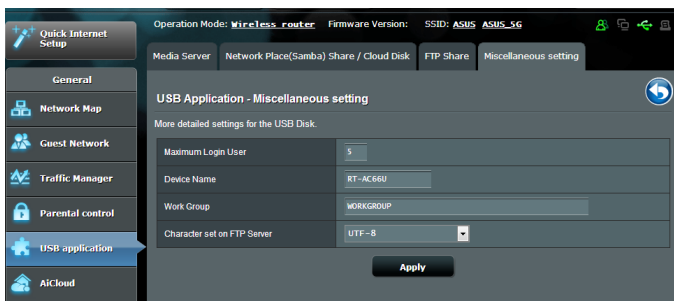 Quick Internet
Setup
General
Network Map
Guest Network
Traffic Manager
Parental control
USB application
AiCloud
Operation Mode: Wireless router Firmware Version: SSID: ASUS ASUS_5G
Media Server Network Place(Samba) Share / Cloud Disk FTP Share Miscellaneous setting
USB Application - Miscellaneous setting
More detailed settings for the USB Disk.
Maximum Login User 5
Device Name RT-AC66U
Work Group WORKGROUP
Character set on FTP Server UTF-8
Apply